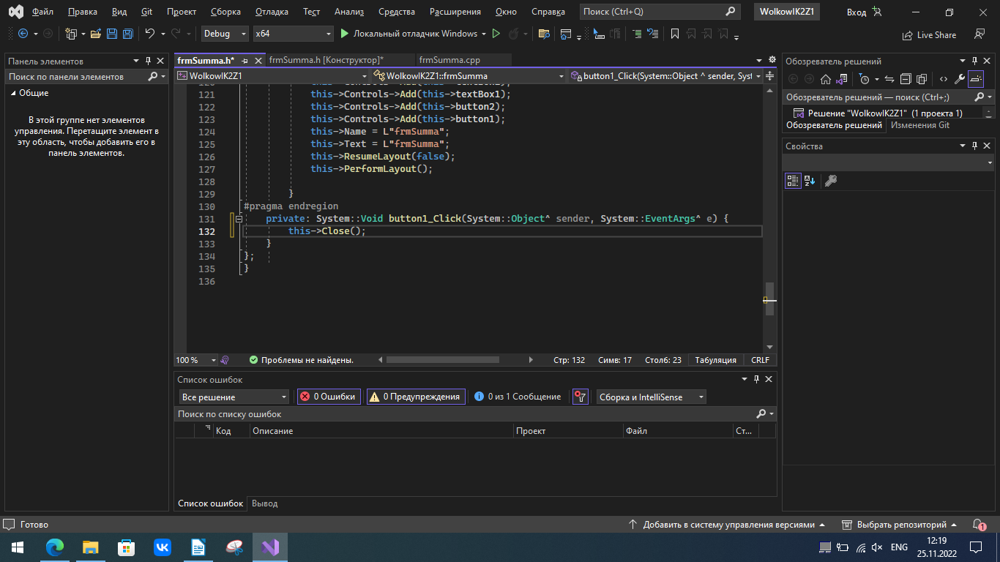 Файл Правка Вид Git Проект Сборка Отладка Тест Анализ Средства Расширения Окно Справка Поиск (Ctrl+Q) WolkowIK2Z1 Вход
Debug x64 Локальный отладчик Windows Live Share
Панель элементов
Поиск по панели элементов
Общие
В этой группе нет элементов
управления. Перетащите элемент в
эту область, чтобы добавить его в
панель элементов.
frmSumma.h* frmSumma.h [Конструктор]* frmSumma.cpp
WolkowIK2Z1 WolkowIK2Z1::frmSumma button1_Click(System::Object ^ sender, Syst
121 this->Controls->Add(this->textBox1);
122 this->Controls->Add(this->button2);
123 this->Controls->Add(this->button1);
124 this->Name = L"frmSumma";
125 this->Text = L"frmSumma";
126 this->ResumeLayout(false);
127 this->PerformLayout();
128
129 }
130 #pragma endregion
131 private: System::Void button1_Click(System::Object^ sender, System::EventArgs^ e) {
132 this->Close();
133 }
134 };
135 }
136
100 % Проблемы не найдены. Стр: 132 Симв: 17 Столб: 23 Табуляция CRLF
Список ошибок
Все решение 0 Ошибки 0 Предупреждения 0 из 1 Сообщение Сборка и IntelliSense
Поиск по списку ошибок
Код Описание Проект Файл Ст...
Список ошибок Вывод
Обозреватель решений
Обозреватель решений — поиск (Ctrl+;)
Решение "WolkowIK2Z1" (1 проекта 1)
Обозреватель решений Изменения Git
Свойства
Готово Добавить в систему управления версиями Выбрать репозиторий 1
ENG 12:19
25.11.2022